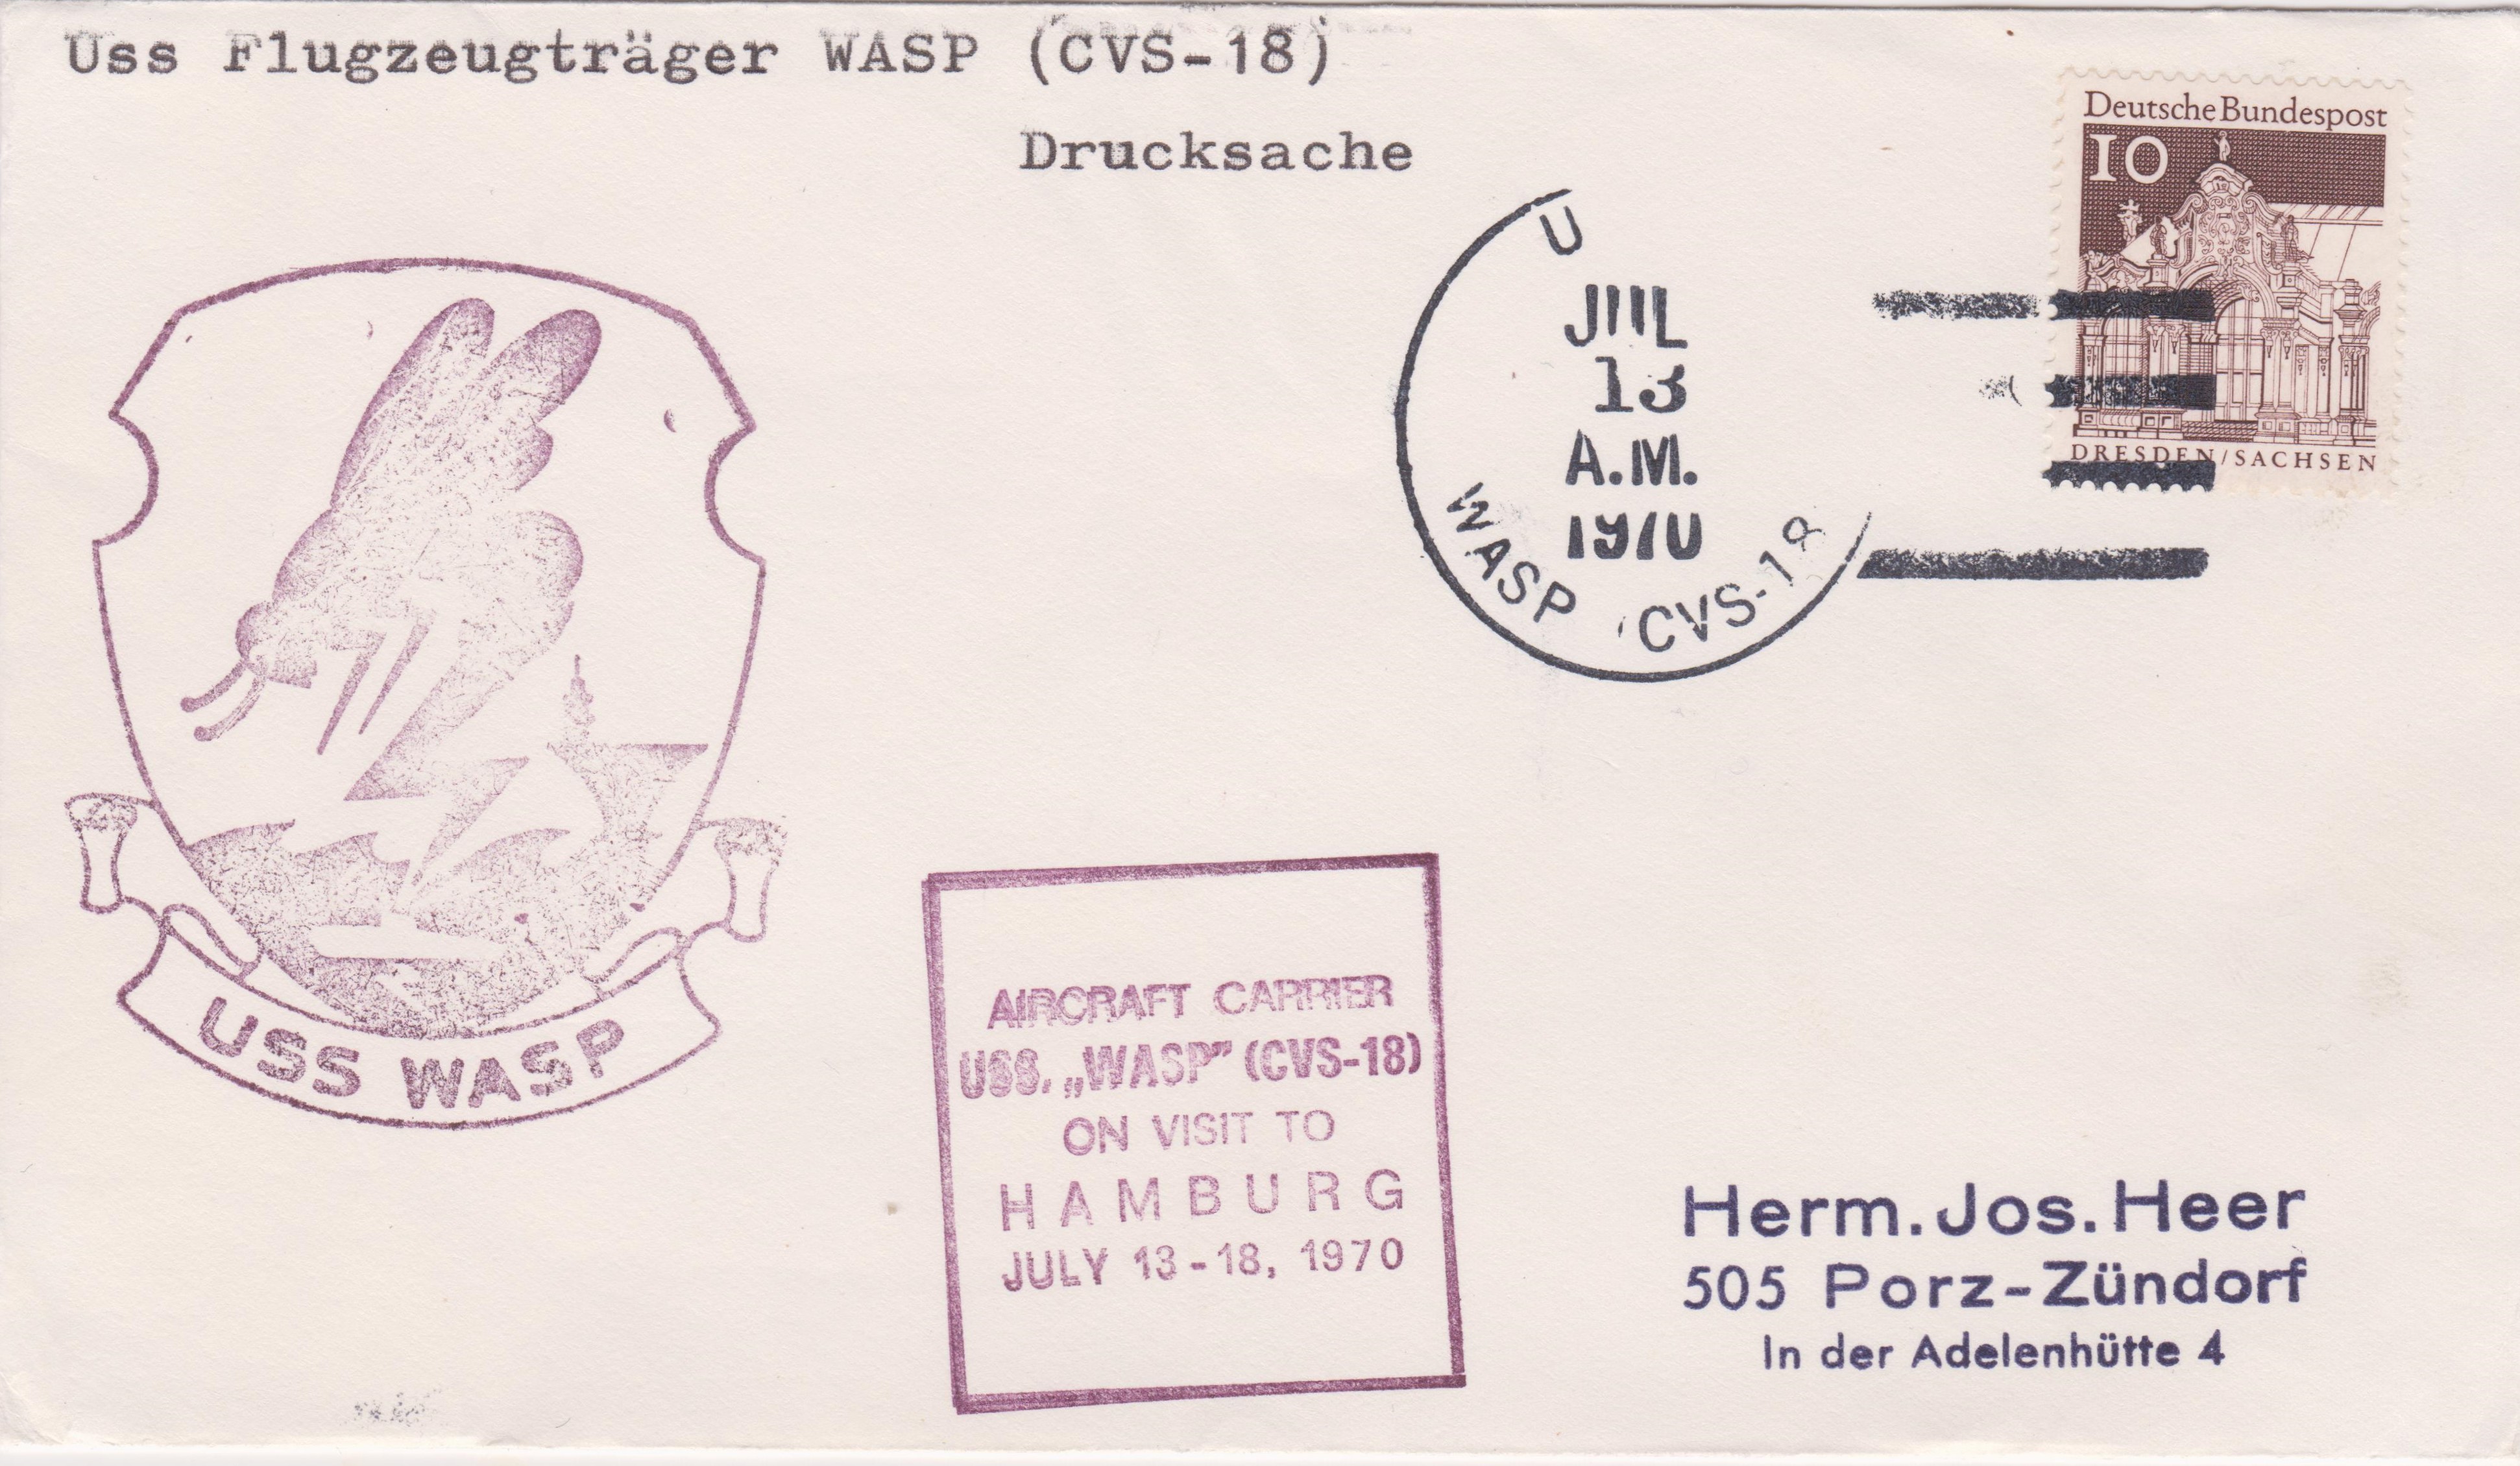 Uss Flugzeugträger WASP (CVS-18)
Drucksache
Deutsche Bundespost
10
DRESDEN/SACHSEN
U
JUL
13
A.M.
1970
WASP (CVS-18
USS WASP
AIRCRAFT CARRIER
USS. „WASP” (CVS-18)
ON VISIT TO
HAMBURG
JULY 13-18, 1970
Herm. Jos. Heer
505 Porz-Zündorf
In der Adelenhütte 4